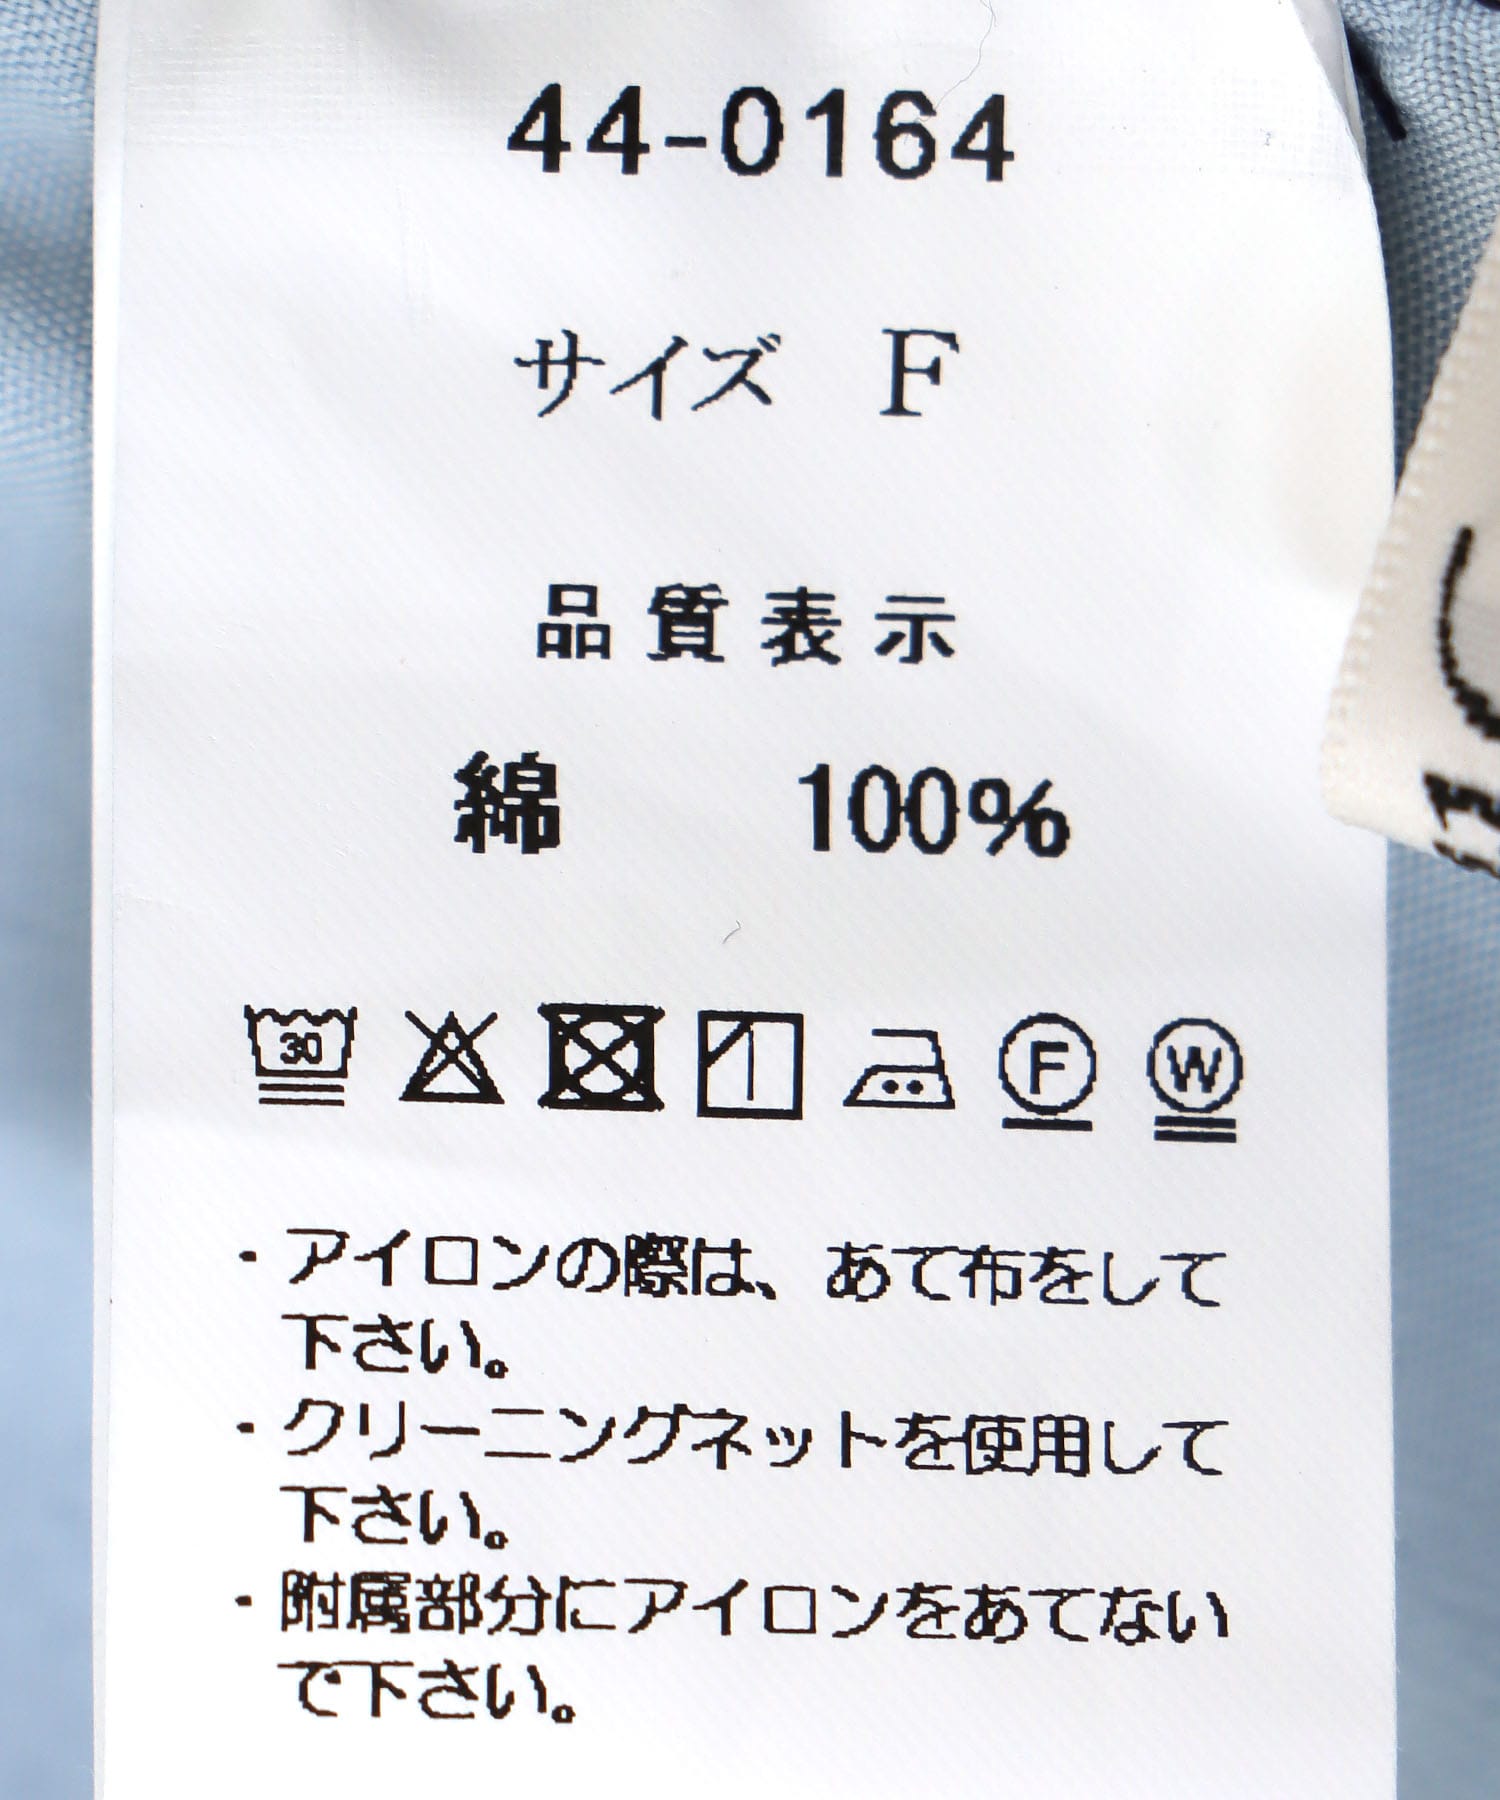 44-0164
サイズ F
品質表示
綿 100%
30 F W
・アイロンの際は、あて布をして
下さい。
・クリーニングネットを使用して
下さい。
・附属部分にアイロンをあてない
で下さい。